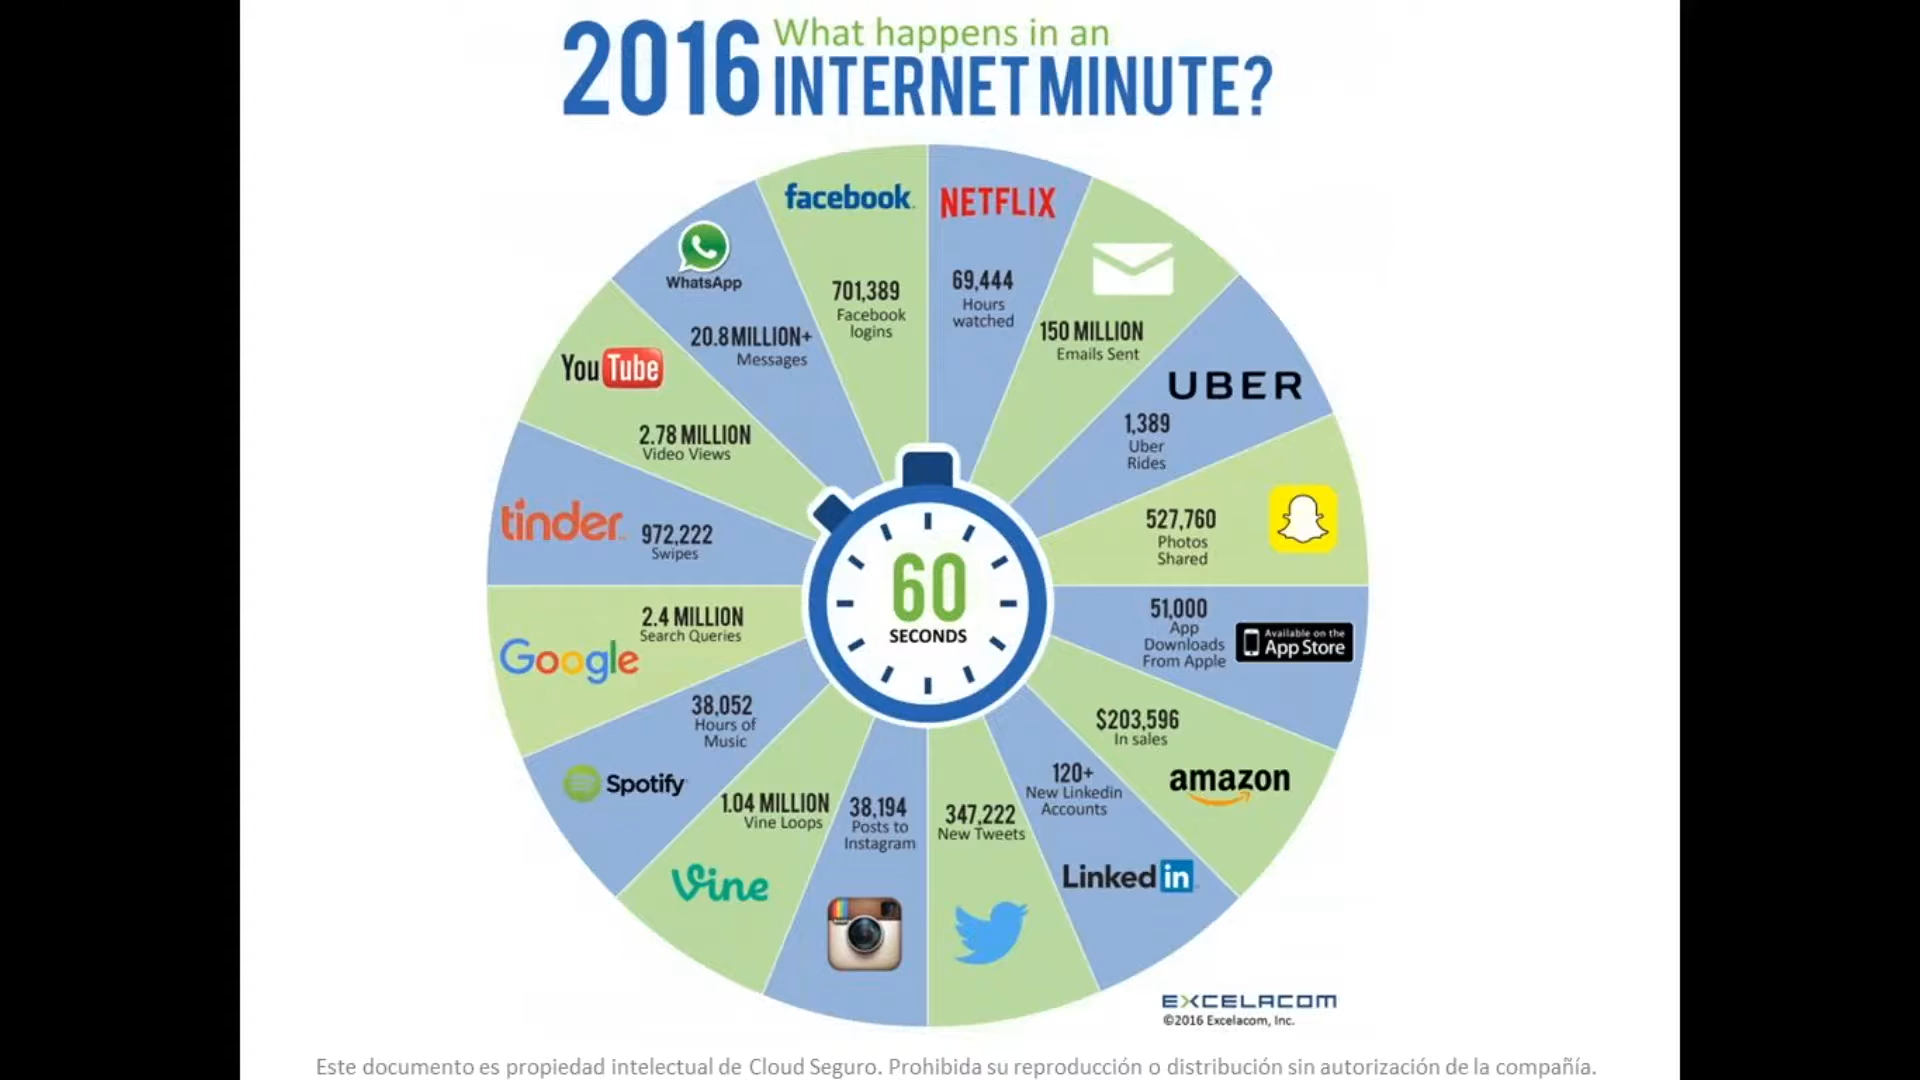 2016 What happens in an
INTERNET MINUTE?
facebook
701,389
Facebook
logins
NETFLIX
69,444
Hours
watched
150 MILLION
Emails Sent
UBER
1,389
Uber
Rides
527,760
Photos
Shared
51,000
App
Downloads
From Apple
Available on the
App Store
$203,596
In sales
amazon
120+
New Linkedin
Accounts
Linked in
347,222
New Tweets
38,194
Posts to
Instagram
1.04 MILLION
Vine Loops
Vine
38,052
Hours of
Music
Spotify
2.4 MILLION
Search Queries
Google
tinder
972,222
Swipes
You Tube
2.78 MILLION
Video Views
WhatsApp
20.8 MILLION+
Messages
60
SECONDS
EXCELACOM
©2016 Excelacom, Inc.
Este documento es propiedad intelectual de Cloud Seguro. Prohibida su reproducción o distribución sin autorización de la compañía.